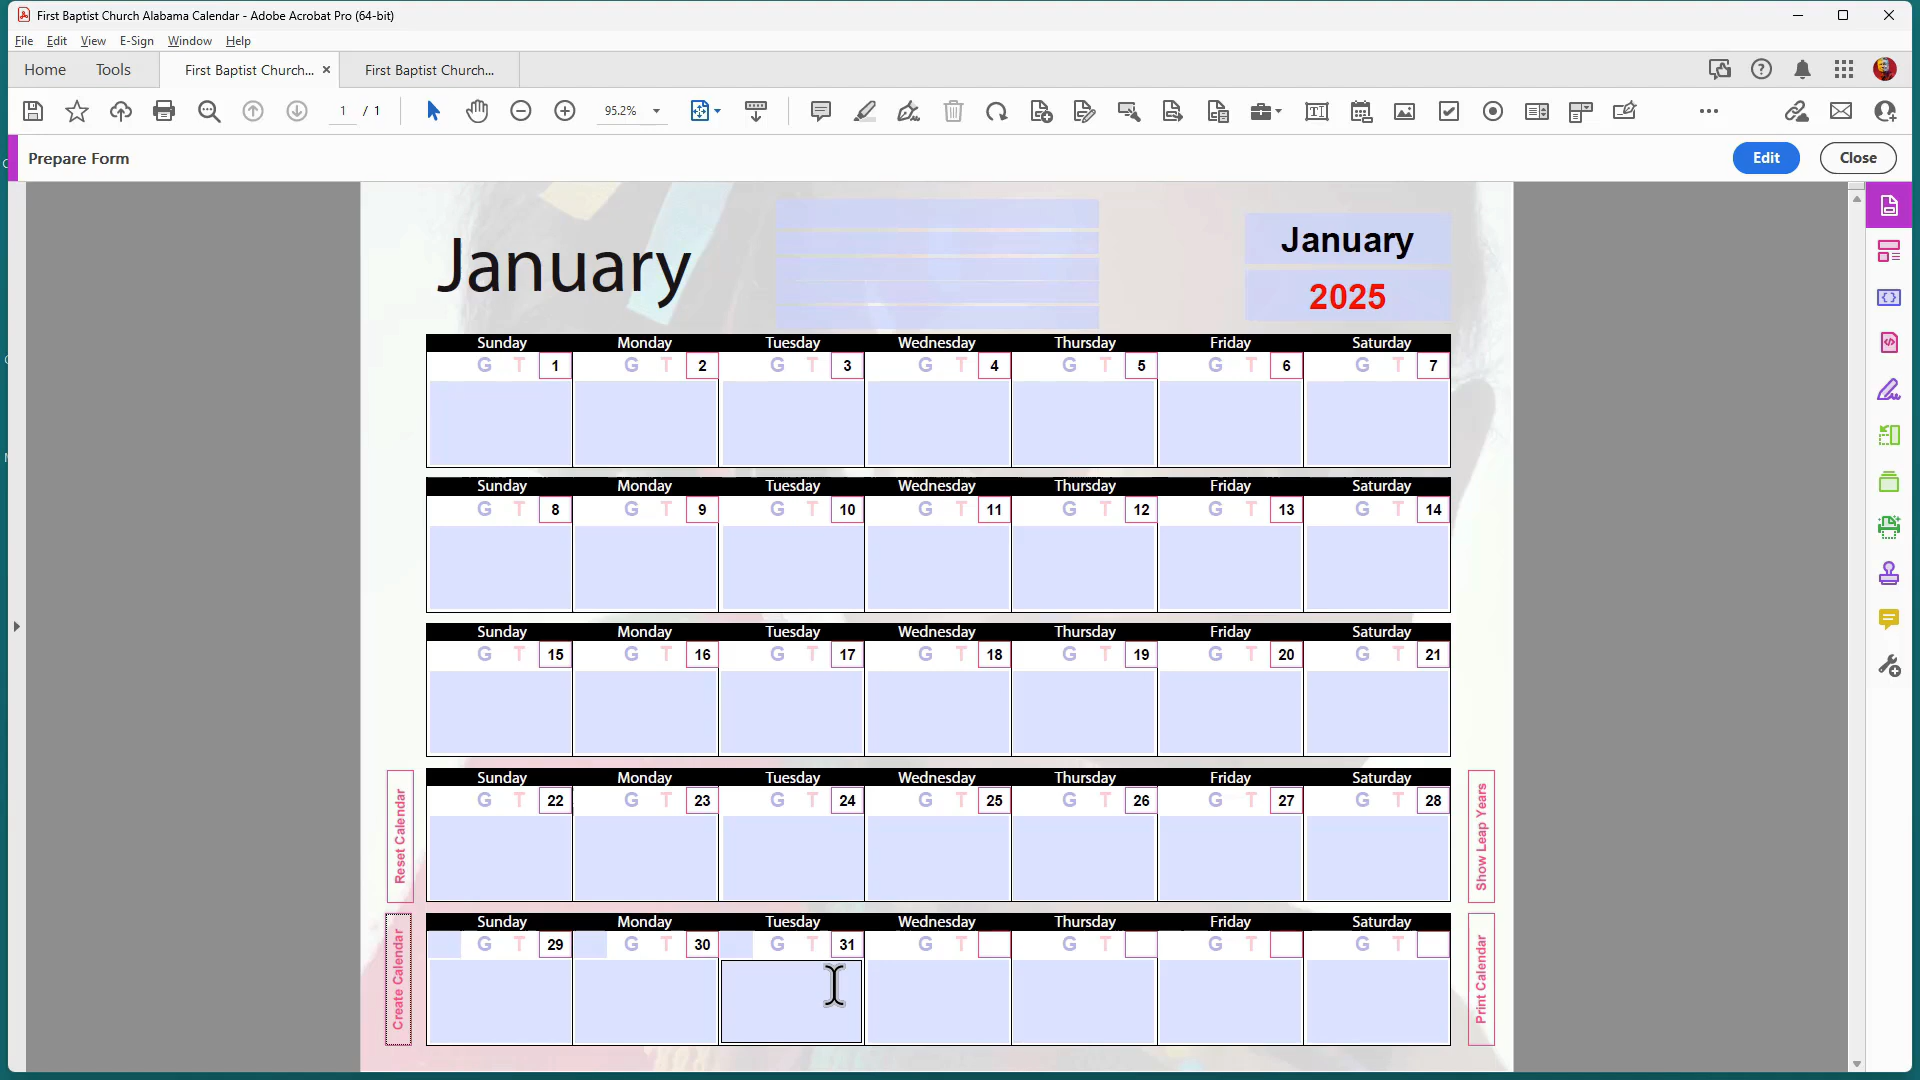 First Baptist Church Alabama Calendar - Adobe Acrobat Pro (64-bit)
File Edit View E-Sign Window Help
Home Tools First Baptist Church... × First Baptist Church...
1 / 1 95.2%
Prepare Form Edit Close
January
January
2025
Sunday Monday Tuesday Wednesday Thursday Friday Saturday
G T 1 G T 2 G T 3 G T 4 G T 5 G T 6 G T 7
Sunday Monday Tuesday Wednesday Thursday Friday Saturday
G T 8 G T 9 G T 10 G T 11 G T 12 G T 13 G T 14
Sunday Monday Tuesday Wednesday Thursday Friday Saturday
G T 15 G T 16 G T 17 G T 18 G T 19 G T 20 G T 21
Sunday Monday Tuesday Wednesday Thursday Friday Saturday
G T 22 G T 23 G T 24 G T 25 G T 26 G T 27 G T 28
Reset Calendar
Show Leap Years
Sunday Monday Tuesday Wednesday Thursday Friday Saturday
G T 29 G T 30 G T 31 G T G T G T G T
Create Calendar
Print Calendar